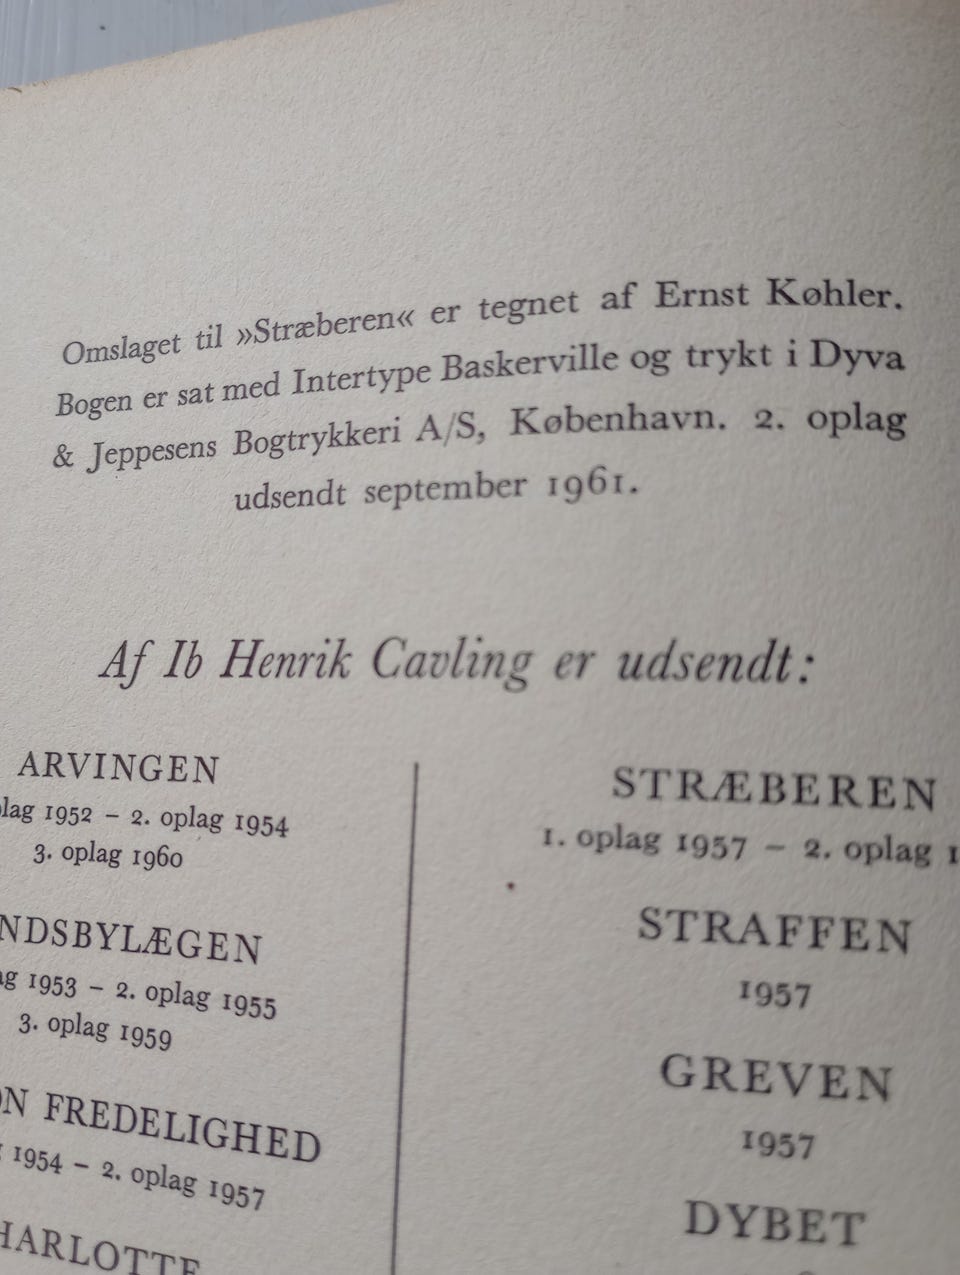 Omslaget til »Stræberen« er tegnet af Ernst Køhler.
Bogen er sat med Intertype Baskerville og trykt i Dyva
& Jeppesens Bogtrykkeri A/S, København. 2. oplag
udsendt september 1961.
Af Ib Henrik Cavling er udsendt:
ARVINGEN
1952 – 2. oplag 1954
3. oplag 1960
NDSBYLÆGEN
1953 – 2. oplag 1955
3. oplag 1959
FREDELIGHED
1954 – 2. oplag 1957
HARLOTTE
STRÆBEREN
1. oplag 1957 – 2. oplag
STRAFFEN
1957
GREVEN
1957
DYBET